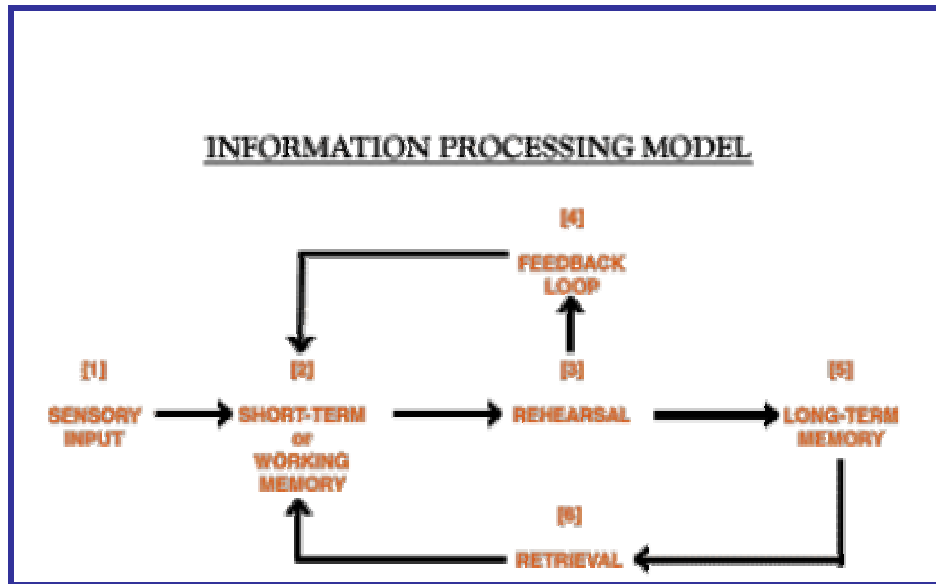 INFORMATION PROCESSING MODEL
[4]
FEEDBACK
LOOP
[1]
[2]
[3]
[5]
SENSORY
INPUT
SHORT-TERM
or
WORKING
MEMORY
REHEARSAL
LONG-TERM
MEMORY
[6]
RETRIEVAL